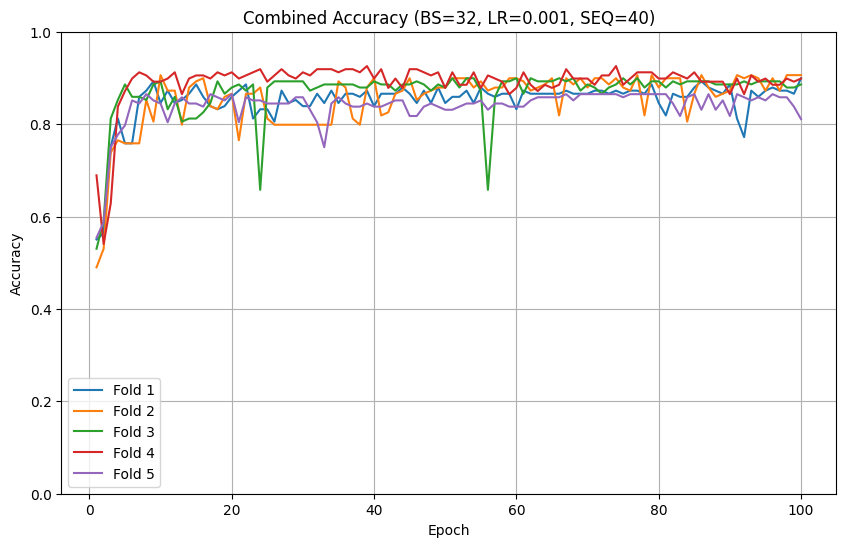 Combined Accuracy (BS=32, LR=0.001, SEQ=40)
Accuracy
1.0
0.8
0.6
0.4
0.2
0.0
Fold 1
Fold 2
Fold 3
Fold 4
Fold 5
0 20 40 60 80 100
Epoch